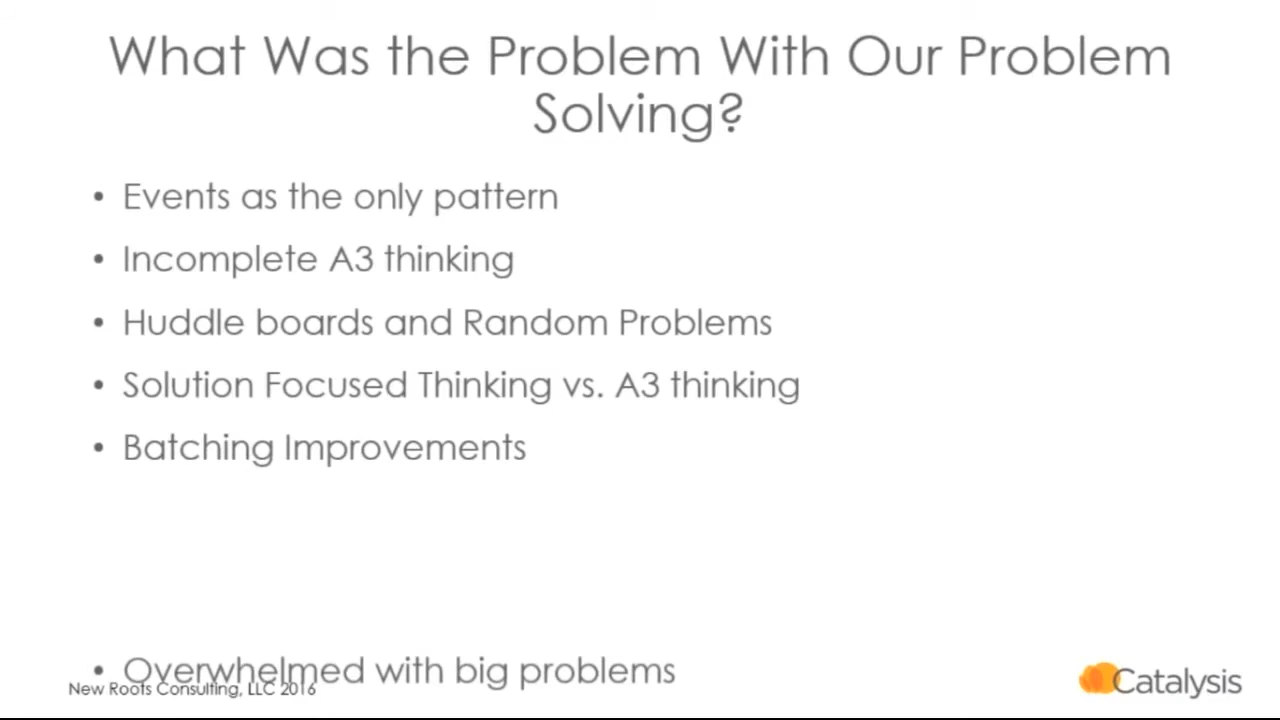 What Was the Problem With Our Problem
Solving?
• Events as the only pattern
• Incomplete A3 thinking
• Huddle boards and Random Problems
• Solution Focused Thinking vs. A3 thinking
• Batching Improvements
• Overwhelmed with big problems
New Roots Consulting, LLC 2016
Catalysis